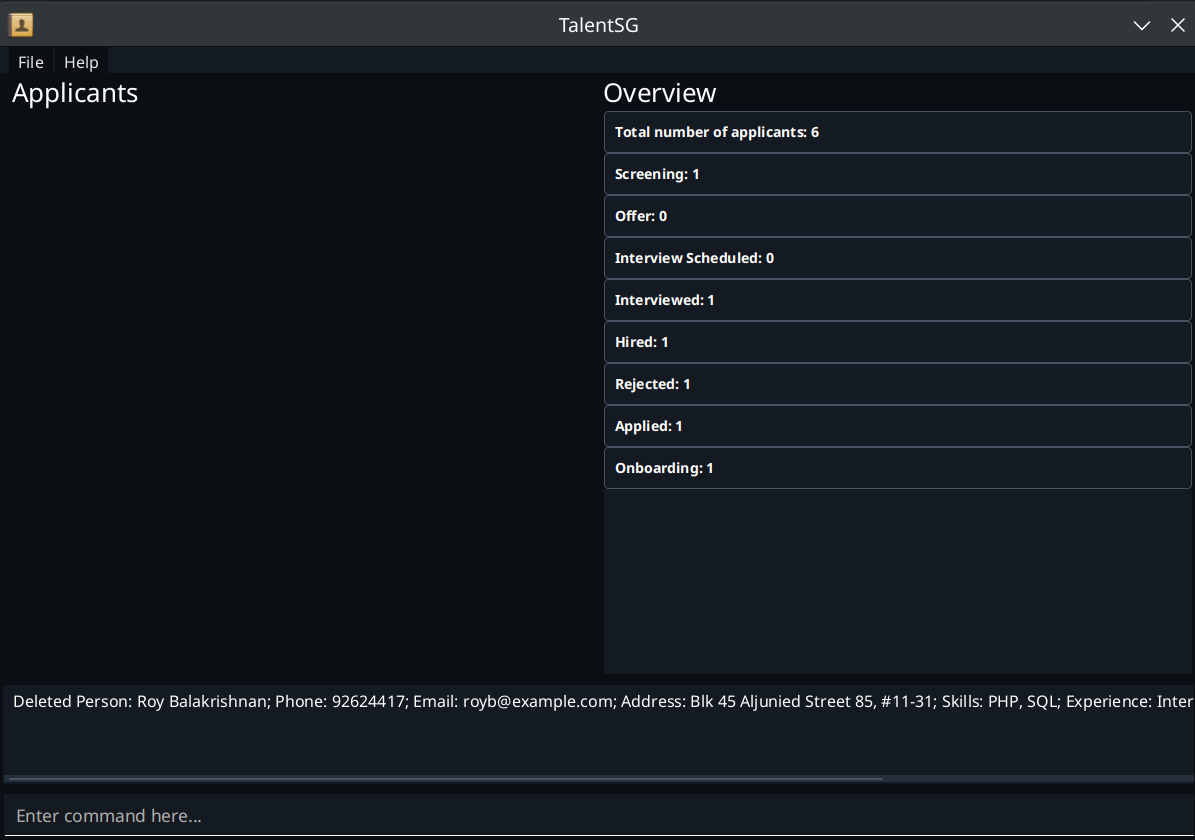 TalentSG
File Help
Applicants
Overview
Total number of applicants: 6
Screening: 1
Offer: 0
Interview Scheduled: 0
Interviewed: 1
Hired: 1
Rejected: 1
Applied: 1
Onboarding: 1
Deleted Person: Roy Balakrishnan; Phone: 92624417; Email: royb@example.com; Address: Blk 45 Aljunied Street 85, #11-31; Skills: PHP, SQL; Experience: Inter
Enter command here...